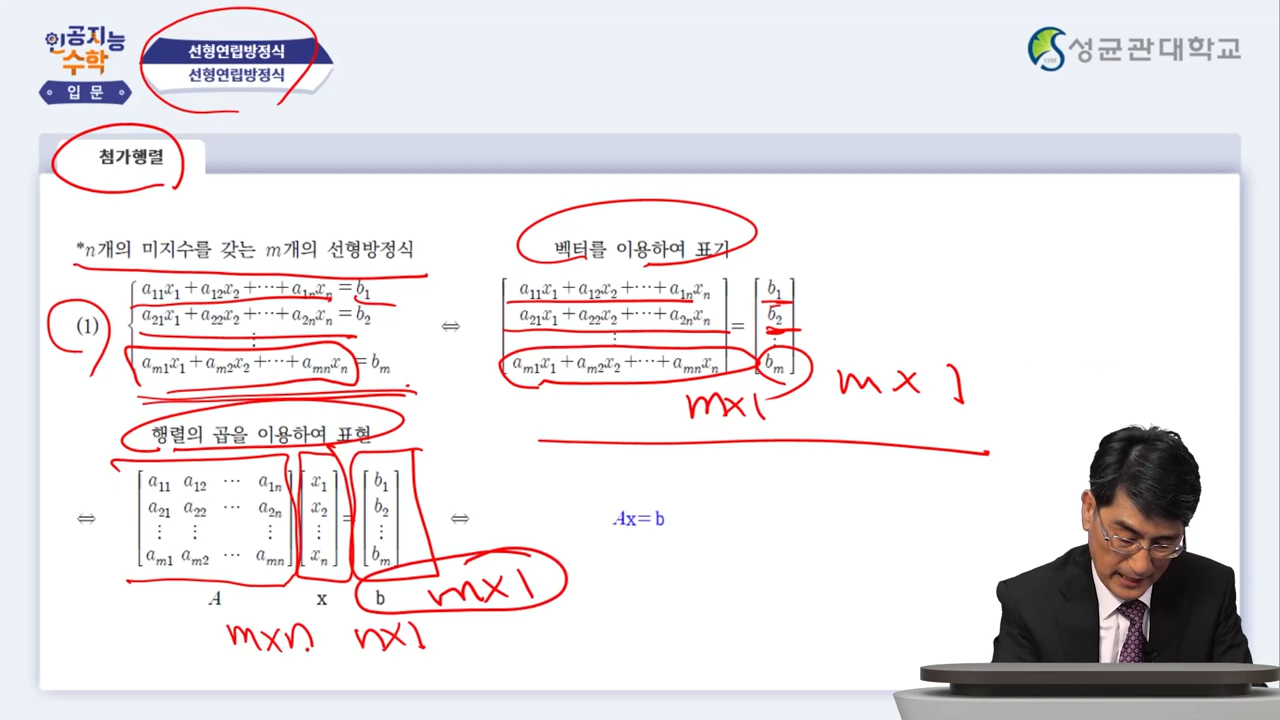 인공지능
수학
입문
선형연립방정식
선형연립방정식
성균관대학교
첨가행렬
*n개의 미지수를 갖는 m개의 선형방정식
벡터를 이용하여 표기
(1)
a₁₁x₁+a₁₂x₂+⋯+a₁ₙxₙ=b₁
a₂₁x₁+a₂₂x₂+⋯+a₂ₙxₙ=b₂
⋮
aₘ₁x₁+aₘ₂x₂+⋯+aₘₙxₙ=bₘ
⇔
a₁₁x₁+a₁₂x₂+⋯+a₁ₙxₙ
a₂₁x₁+a₂₂x₂+⋯+a₂ₙxₙ
⋮
aₘ₁x₁+aₘ₂x₂+⋯+aₘₙxₙ
=
b₁
b₂
⋮
bₘ
m×1
m×1
행렬의 곱을 이용하여 표현
⇔
a₁₁ a₁₂ ⋯ a₁ₙ
a₂₁ a₂₂ ⋯ a₂ₙ
⋮ ⋮ ⋮
aₘ₁ aₘ₂ ⋯ aₘₙ
x₁
x₂
⋮
xₙ
=
b₁
b₂
⋮
bₘ
⇔
Ax=b
A x b
m×1
m×n n×1